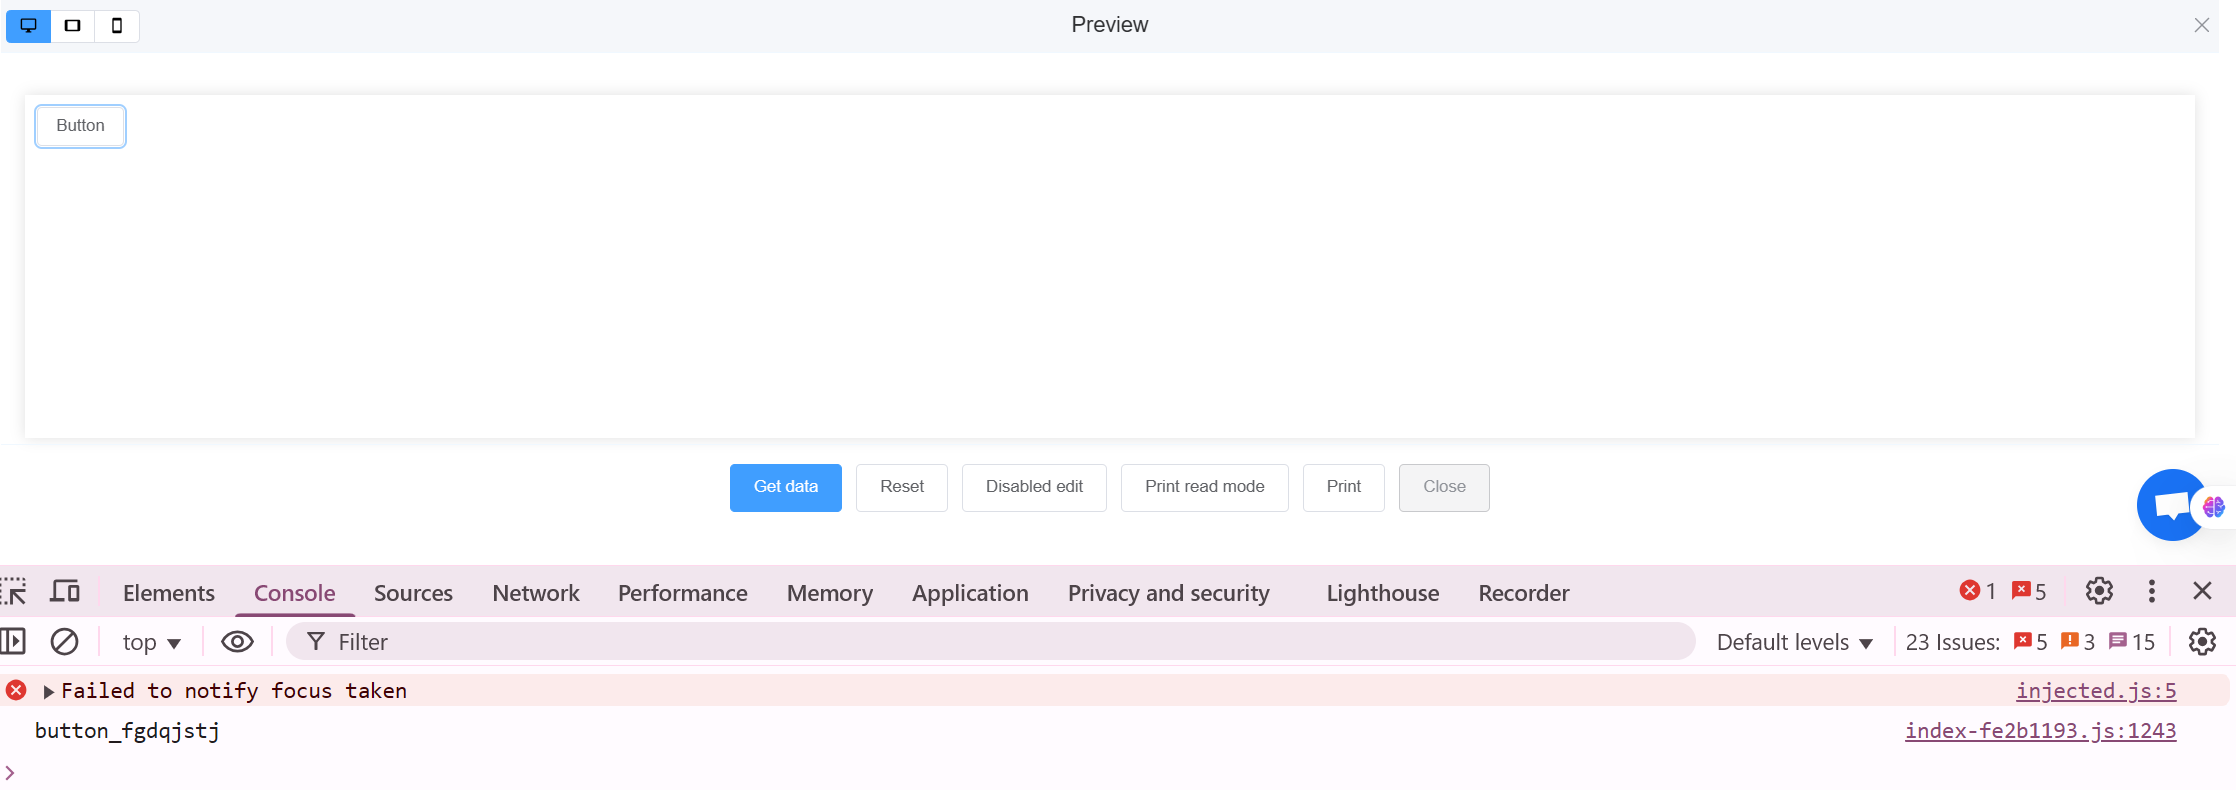 Preview
Button
Get data Reset Disabled edit Print read mode Print Close
Elements Console Sources Network Performance Memory Application Privacy and security Lighthouse Recorder 1 5
top Filter Default levels 23 Issues: 5 3 15
Failed to notify focus taken injected.js:5
button_fgdqjstj index-fe2b1193.js:1243